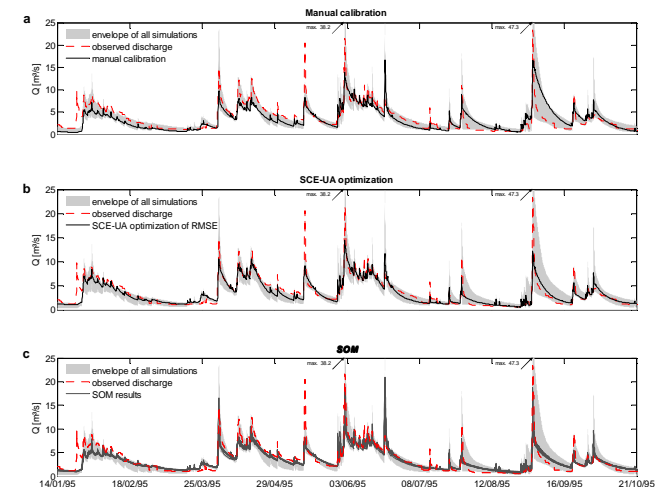 Manual calibration
a
max. 38.2
max. 47.3
25
20
15
10
5
0
Q [m³/s]
envelope of all simulations
observed discharge
manual calibration
SCE-UA optimization
b
max. 38.2
max. 47.3
25
20
15
10
5
0
Q [m³/s]
envelope of all simulations
observed discharge
SCE-UA optimization of RMSE
SOM
c
max. 38.2
max. 47.3
25
20
15
10
5
0
Q [m³/s]
envelope of all simulations
observed discharge
SOM results
14/01/95 18/02/95 25/03/95 29/04/95 03/06/95 08/07/95 12/08/95 16/09/95 21/10/95